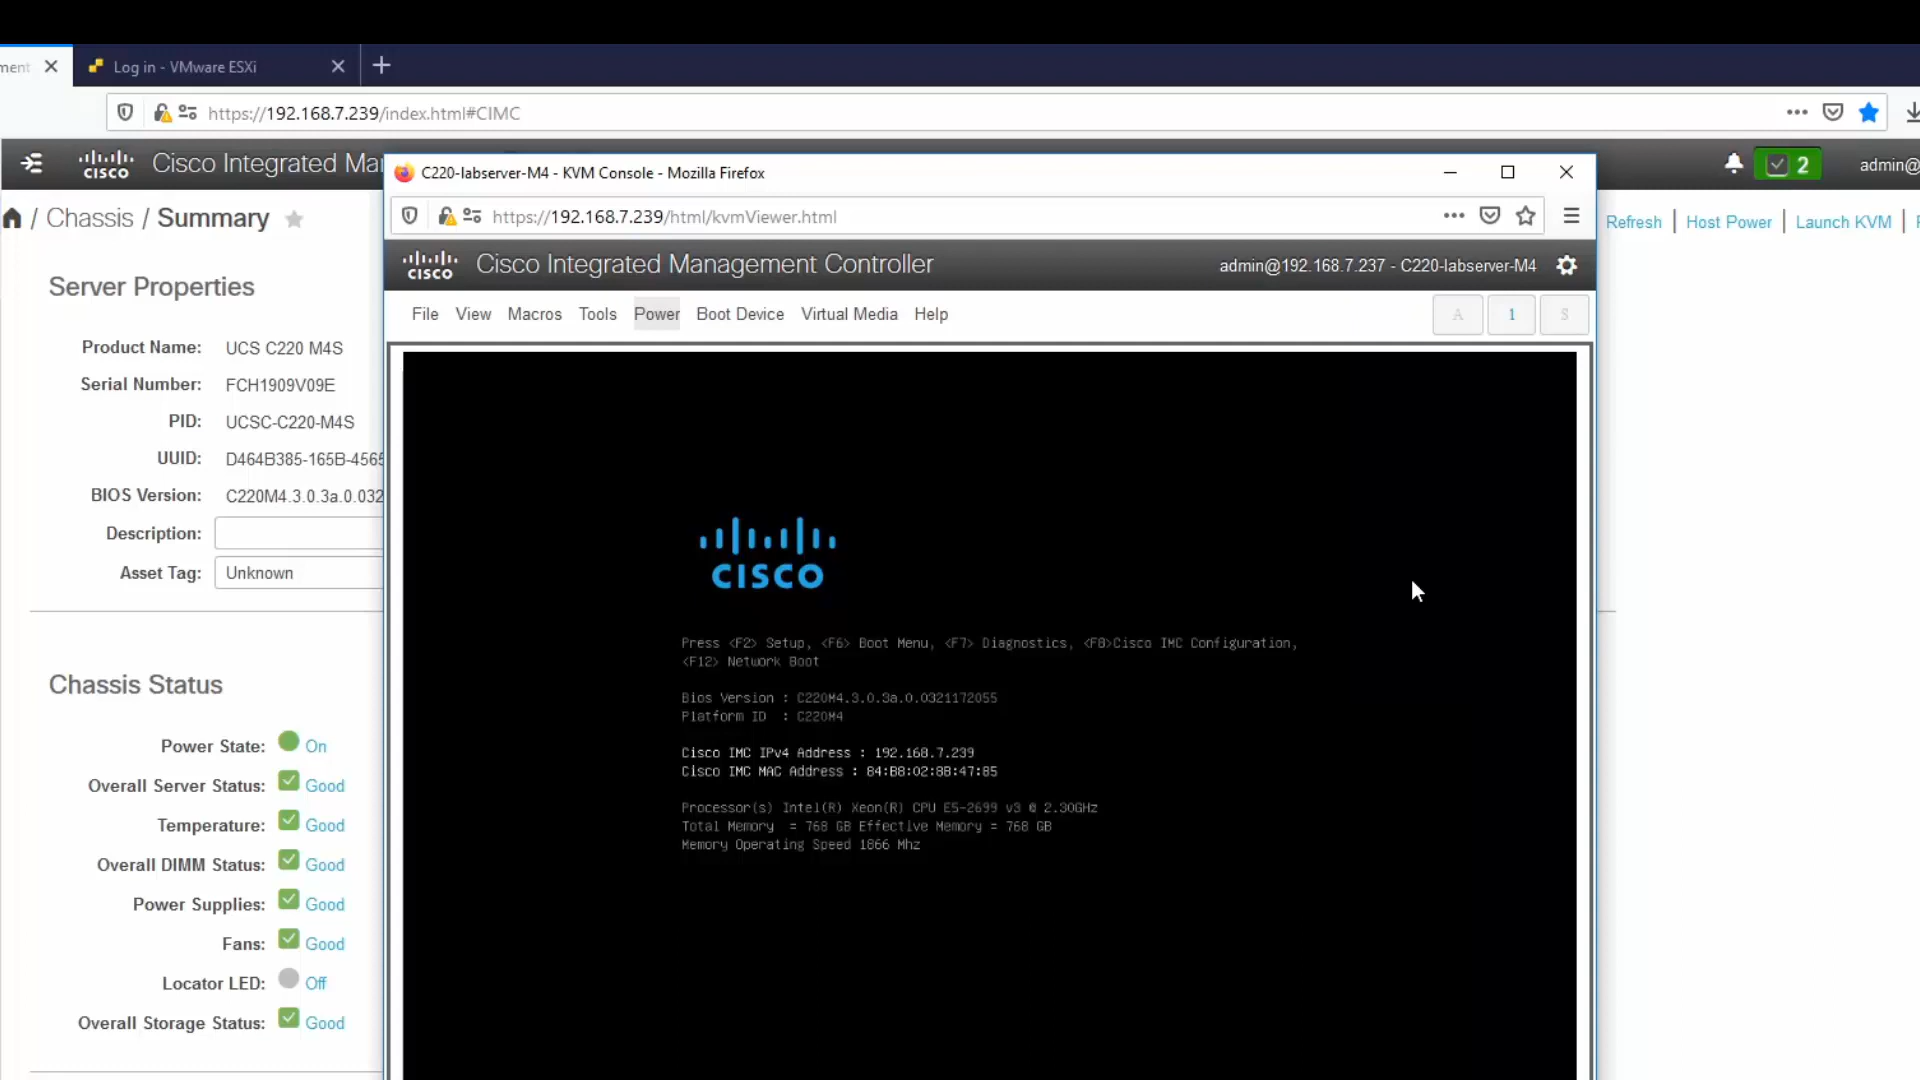 ment
Log in - VMware ESXi
https://192.168.7.239/index.html#CIMC
CISCO
Cisco Integrated Ma
2
admin@
/ Chassis / Summary
Refresh | Host Power | Launch KVM |
Server Properties
Product Name: UCS C220 M4S
Serial Number: FCH1909V09E
PID: UCSC-C220-M4S
UUID: D464B385-165B-4565
BIOS Version: C220M4.3.0.3a.0.032
Description:
Asset Tag: Unknown
Chassis Status
Power State: On
Overall Server Status: Good
Temperature: Good
Overall DIMM Status: Good
Power Supplies: Good
Fans: Good
Locator LED: Off
Overall Storage Status: Good
C220-labserver-M4 - KVM Console - Mozilla Firefox
https://192.168.7.239/html/kvmViewer.html
CISCO
Cisco Integrated Management Controller
admin@192.168.7.237 - C220-labserver-M4
File View Macros Tools Power Boot Device Virtual Media Help
A 1 S
CISCO
Press <F2> Setup, <F6> Boot Menu, <F7> Diagnostics, <F8>Cisco IMC Configuration,
<F12> Network Boot
Bios Version : C220M4.3.0.3a.0.0321172055
Platform ID : C220M4
Cisco IMC IPv4 Address : 192.168.7.239
Cisco IMC MAC Address : 84:B8:02:8B:47:85
Processor(s) Intel(R) Xeon(R) CPU E5-2699 v3 @ 2.30GHz
Total Memory = 768 GB Effective Memory = 768 GB
Memory Operating Speed 1866 Mhz